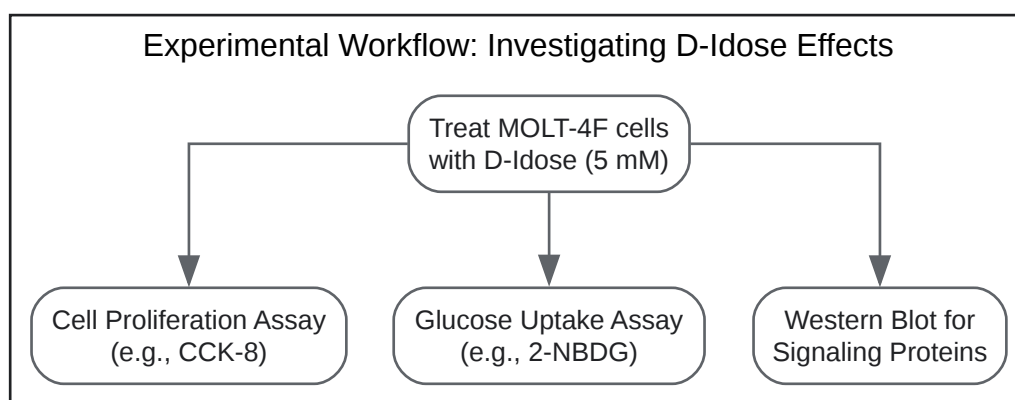 Experimental Workflow: Investigating D-Idose Effects
Treat MOLT-4F cells
with D-Idose (5 mM)
Cell Proliferation Assay
(e.g., CCK-8)
Glucose Uptake Assay
(e.g., 2-NBDG)
Western Blot for
Signaling Proteins